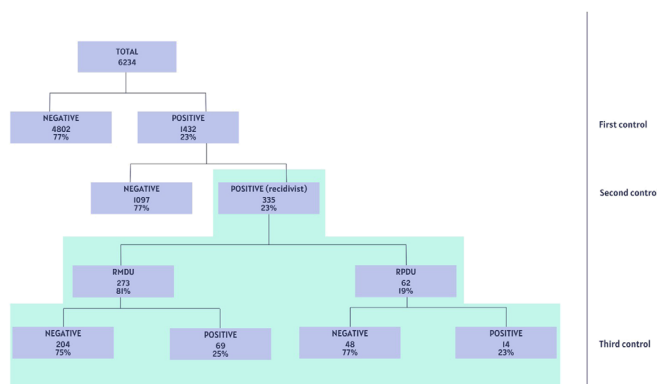 TOTAL
6234
NEGATIVE
4802
77%
POSITIVE
1432
23%
First control
NEGATIVE
1097
77%
POSITIVE (recidivist)
335
23%
Second contro
RMDU
273
81%
RPDU
62
19%
NEGATIVE
204
75%
POSITIVE
69
25%
NEGATIVE
48
77%
POSITIVE
14
23%
Third control